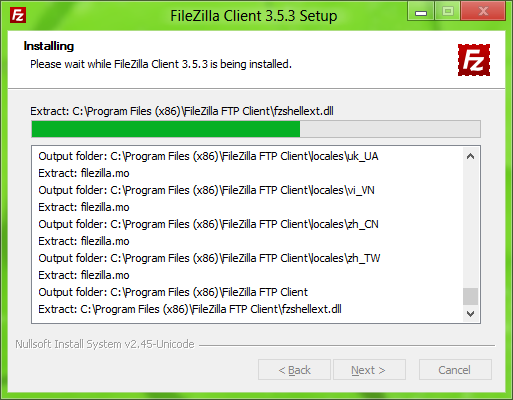 FileZilla Client 3.5.3 Setup
Installing
Please wait while FileZilla Client 3.5.3 is being installed.
Extract: C:\Program Files (x86)\FileZilla FTP Client\fzshellext.dll
Output folder: C:\Program Files (x86)\FileZilla FTP Client\locales\uk_UA
Extract: filezilla.mo
Output folder: C:\Program Files (x86)\FileZilla FTP Client\locales\vi_VN
Extract: filezilla.mo
Output folder: C:\Program Files (x86)\FileZilla FTP Client\locales\zh_CN
Extract: filezilla.mo
Output folder: C:\Program Files (x86)\FileZilla FTP Client\locales\zh_TW
Extract: filezilla.mo
Output folder: C:\Program Files (x86)\FileZilla FTP Client
Extract: C:\Program Files (x86)\FileZilla FTP Client\fzshellext.dll
Nullsoft Install System v2.45-Unicode
< Back Next > Cancel